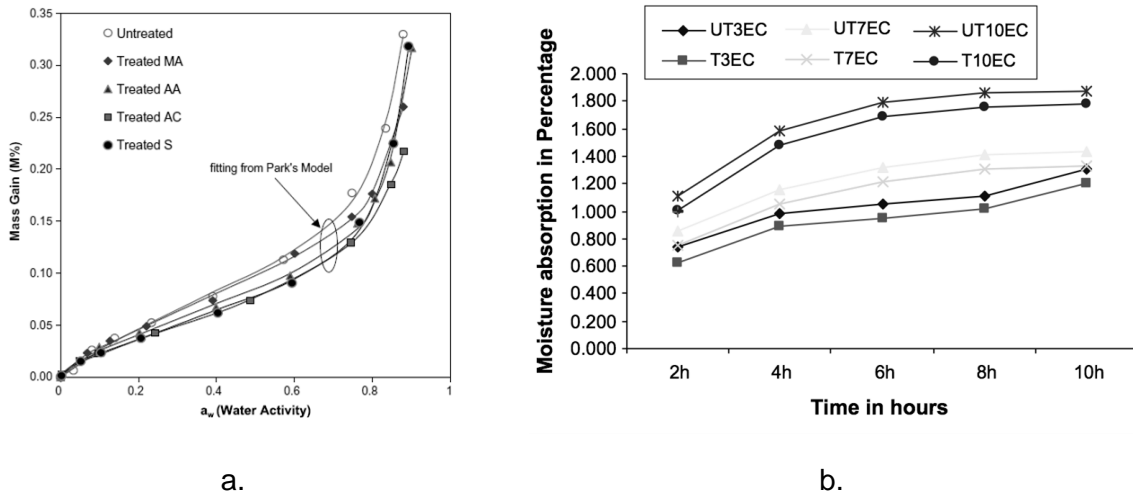 0.35
0.30
0.25
0.20
0.15
0.10
0.05
0.00
Mass Gain (M%)
Untreated
Treated MA
Treated AA
Treated AC
Treated S
fitting from Park's Model
0 0.2 0.4 0.6 0.8 1
aw (Water Activity)
a.
UT3EC UT7EC UT10EC
T3EC T7EC T10EC
2.000
1.800
1.600
1.400
1.200
1.000
0.800
0.600
0.400
0.200
0.000
Moisture absorption in Percentage
2h 4h 6h 8h 10h
Time in hours
b.